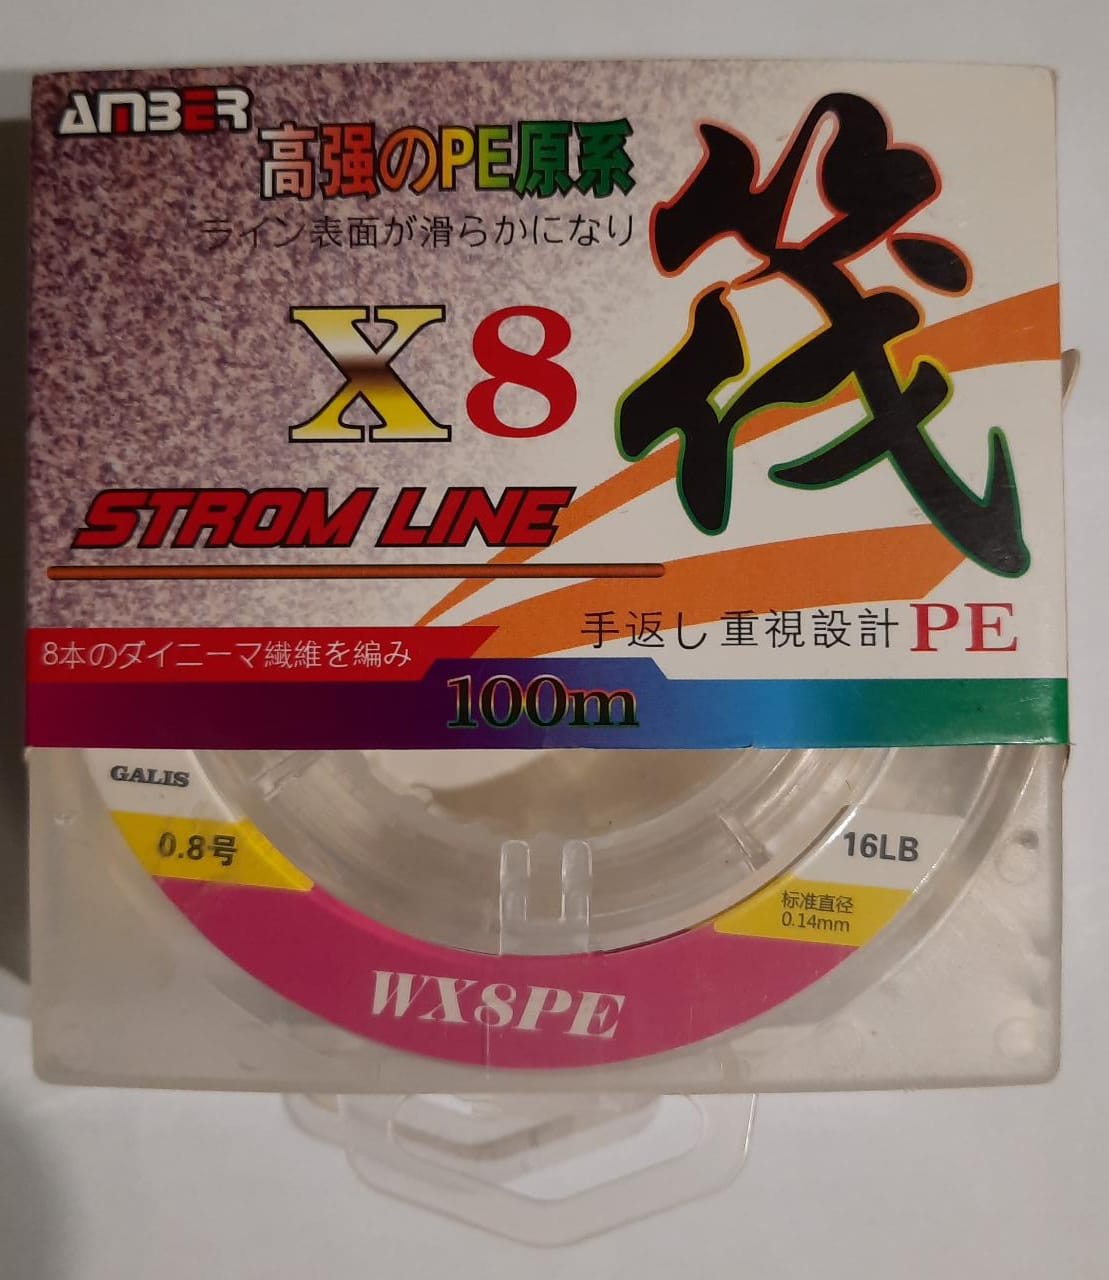 AMBER
高强のPE原系
ライン表面が滑らかになり
X8
筏
STROM LINE
手返し重視設計PE
8本のダイニーマ繊維を編み
100m
GALIS
0.8号
16LB
标准直径
0.14mm
WX8PE